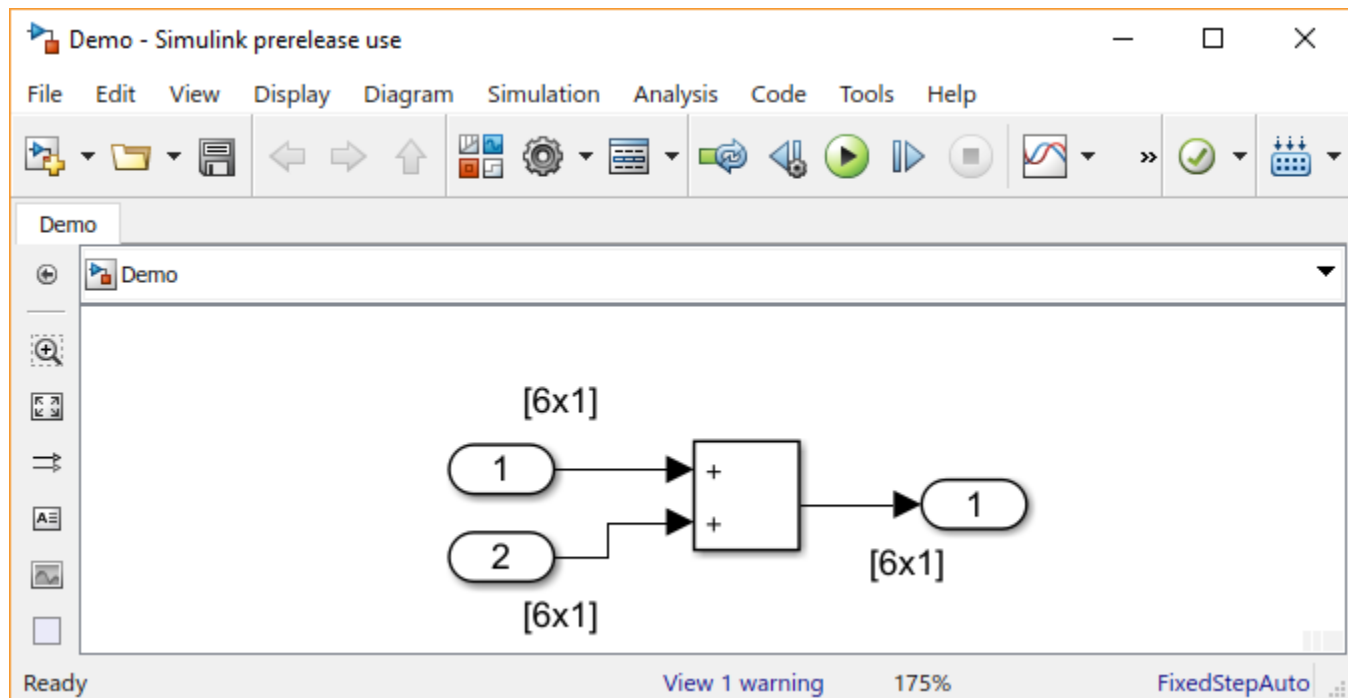 Demo - Simulink prerelease use
File Edit View Display Diagram Simulation Analysis Code Tools Help
»
Demo
Demo
[6x1]
1
+
1
+
2
[6x1]
[6x1]
Ready View 1 warning 175% FixedStepAuto